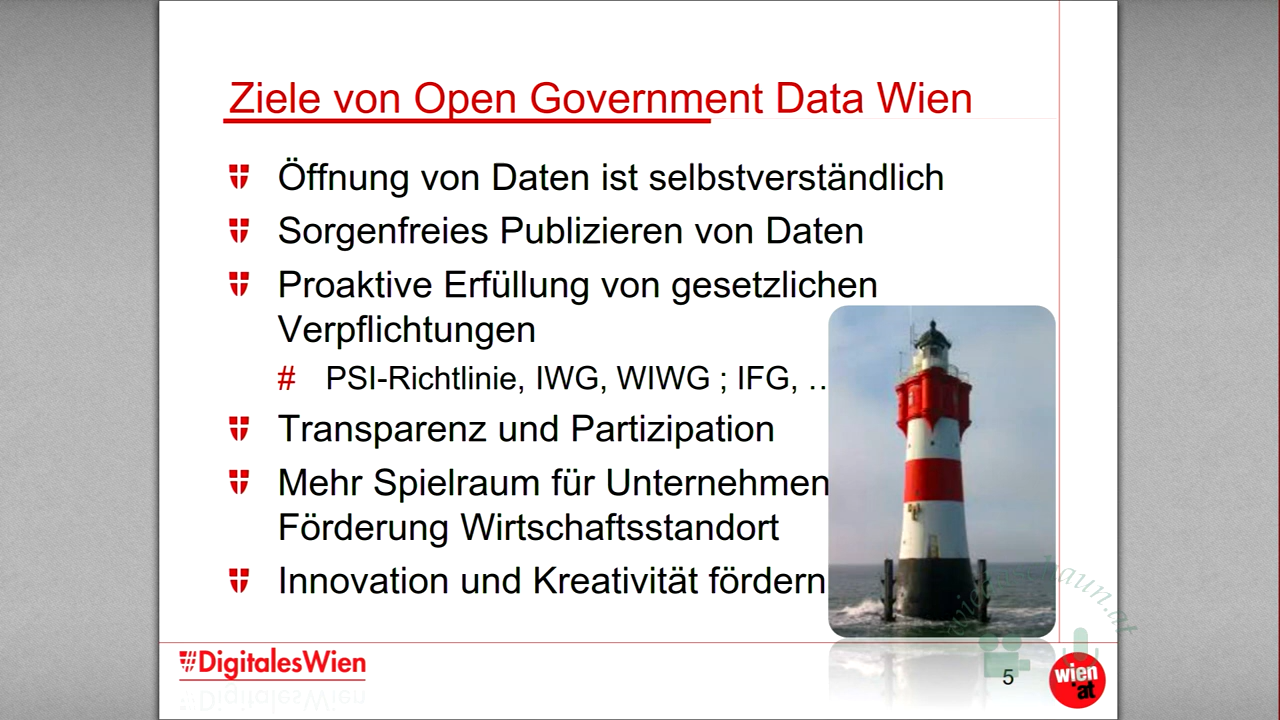 Ziele von Open Government Data Wien
Öffnung von Daten ist selbstverständlich
Sorgenfreies Publizieren von Daten
Proaktive Erfüllung von gesetzlichen
Verpflichtungen
# PSI-Richtlinie, IWG, WIWG ; IFG, ..
Transparenz und Partizipation
Mehr Spielraum für Unternehmen
Förderung Wirtschaftsstandort
Innovation und Kreativität fördern
#DigitalesWien
5
wien
.at